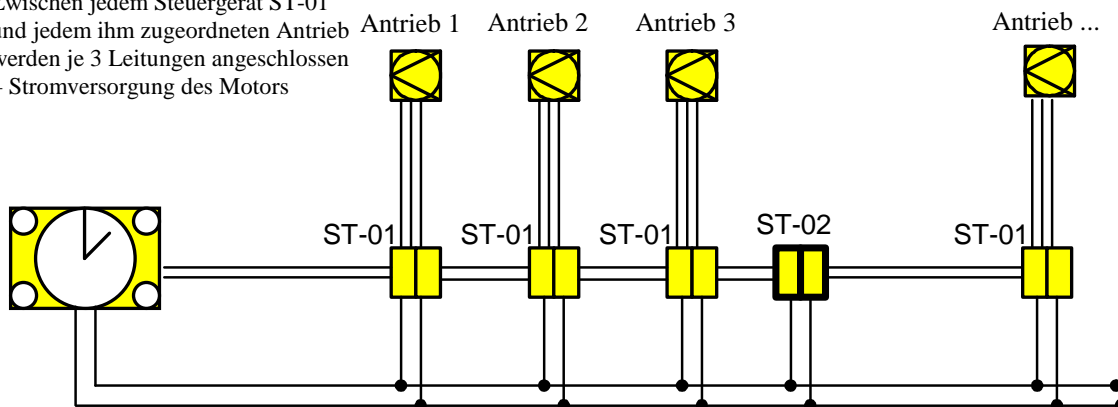 Zwischen jedem Steuergerät ST-01
und jedem ihm zugeordneten Antrieb
werden je 3 Leitungen angeschlossen
- Stromversorgung des Motors
Antrieb 1 Antrieb 2 Antrieb 3 Antrieb ...
ST-01 ST-01 ST-01 ST-02 ST-01